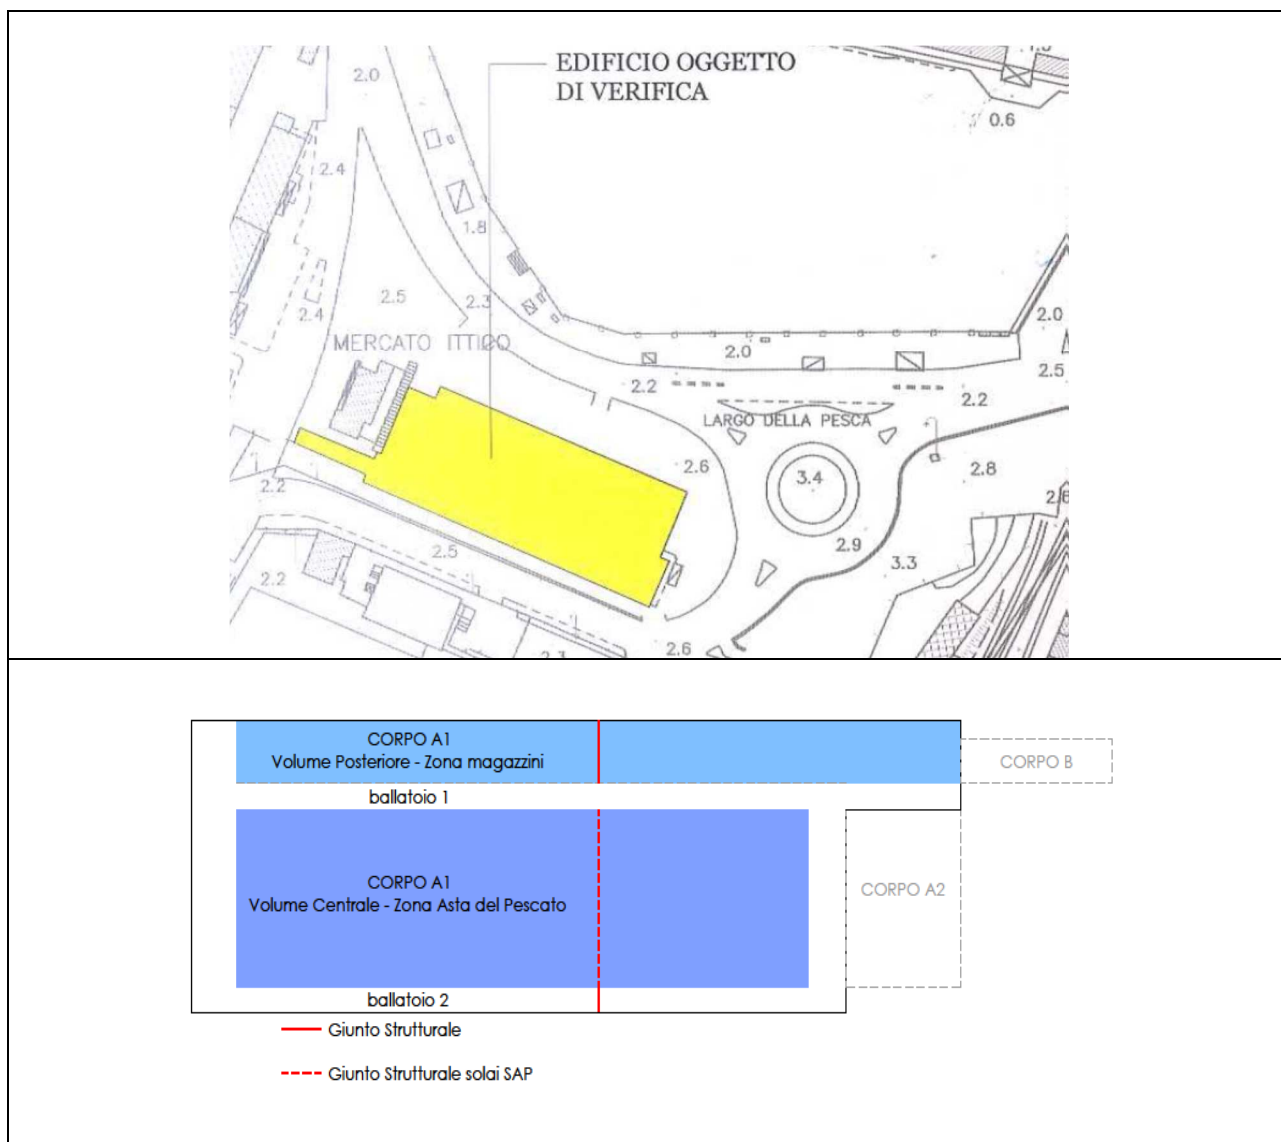 EDIFICIO OGGETTO
DI VERIFICA
2.0
0.6
2.4
1.8
2.5
2.3
2.4
MERCATO ITTICO
2.0
2.0
2.5
2.2
2.2
LARGO DELLA PESCA
2.6
3.4
2.8
2.2
2.6
2.5
2.9
3.3
2.2
2.3
2.6
CORPO A1
Volume Posteriore - Zona magazzini
CORPO B
ballatoio 1
CORPO A1
Volume Centrale - Zona Asta del Pescato
CORPO A2
ballatoio 2
Giunto Strutturale
Giunto Strutturale solai SAP